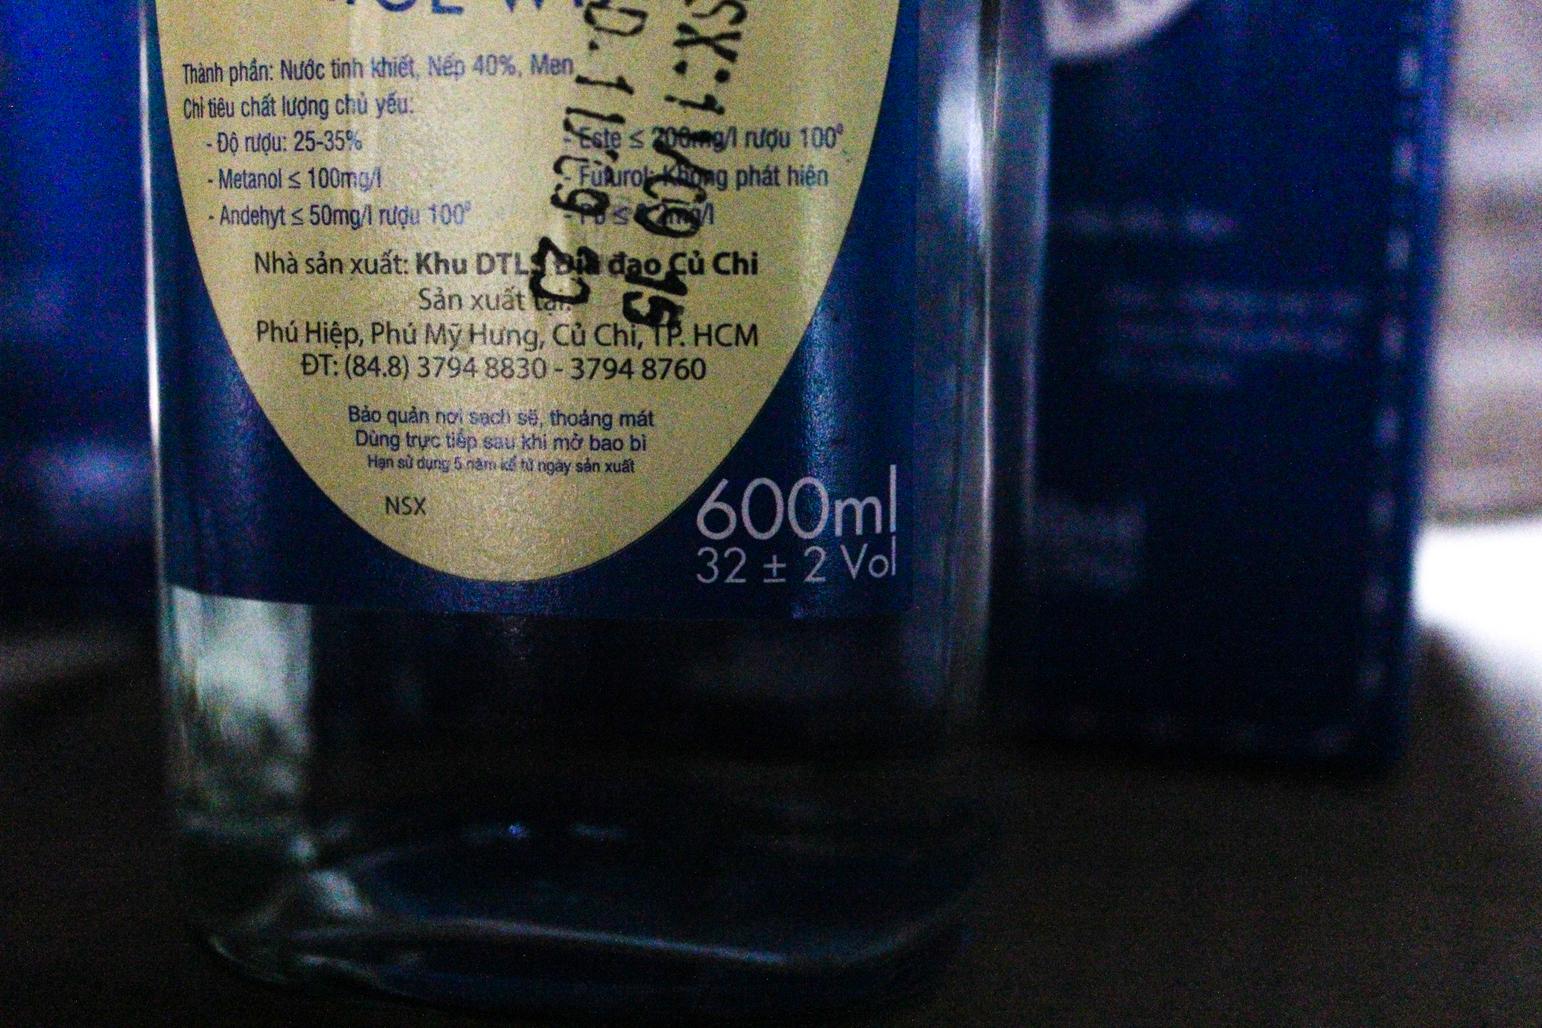 Thành phần: Nước tinh khiết, Nếp 40%, Men
Chỉ tiêu chất lượng chủ yếu:
- Độ rượu: 25-35%
- Metanol ≤ 100mg/l
- Andehyt ≤ 50mg/l rượu 100⁰
- Este ≤ 200mg/l rượu 100⁰
- Fufurol: Không phát hiện
Nhà sản xuất: Khu DTLS Địa đạo Củ Chi
Sản xuất tại:
Phú Hiệp, Phú Mỹ Hưng, Củ Chi, TP. HCM
ĐT: (84.8) 3794 8830 - 3794 8760
Bảo quản nơi sạch sẽ, thoáng mát
Dùng trực tiếp sau khi mở bao bì
Hạn sử dụng 5 năm kể từ ngày sản xuất
NSX
600ml
32 ± 2 Vol